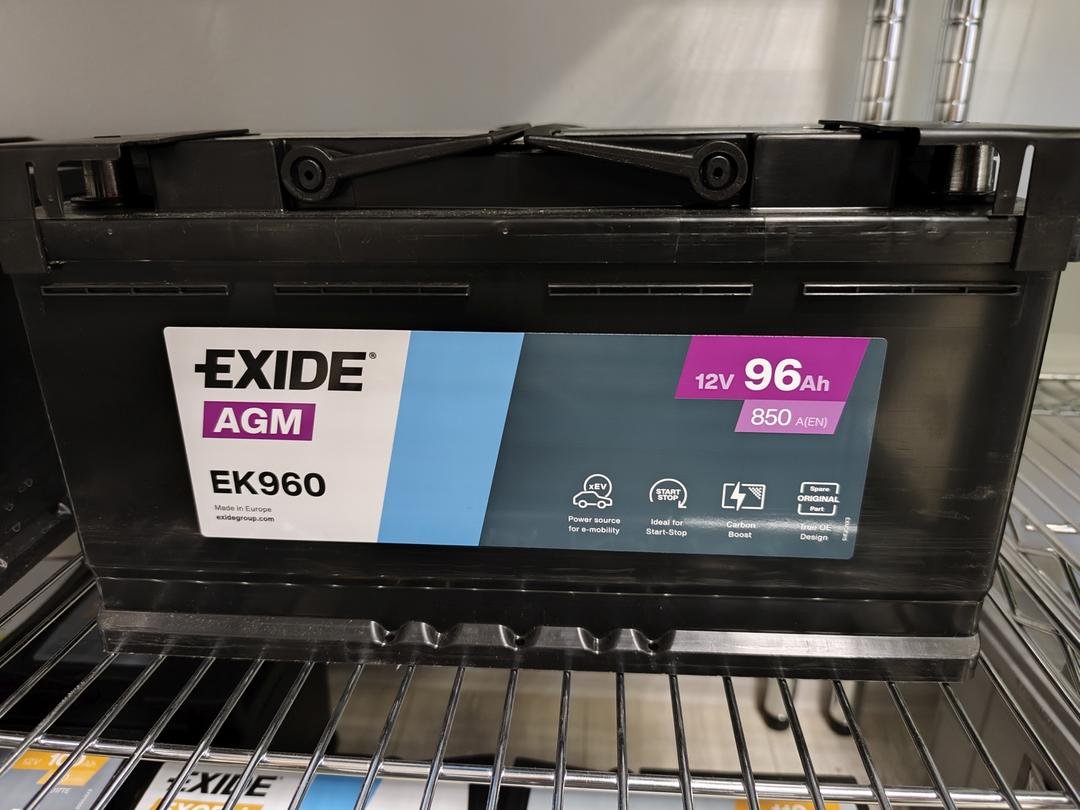 EXIDE®
AGM
EK960
Made in Europe
exidegroup.com
12V 96Ah
850 A(EN)
xEV
Power source
for e-mobility
START
STOP
Ideal for
Start-Stop
Carbon
Boost
Spare
ORIGINAL
Part
True OE
Design
12V
EXIDE